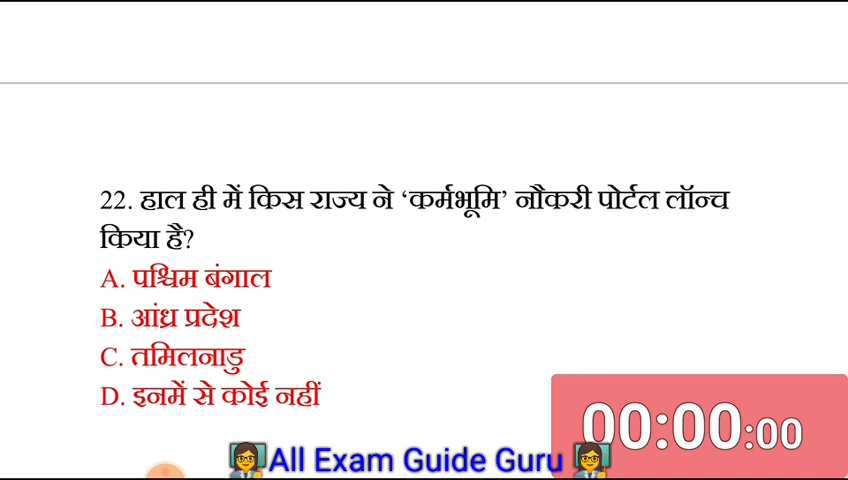 22. हाल ही में किस राज्य ने ‘कर्मभूमि’ नौकरी पोर्टल लॉन्च
किया है?
A. पश्चिम बंगाल
B. आंध्र प्रदेश
C. तमिलनाडु
D. इनमें से कोई नहीं
00:00:00
All Exam Guide Guru